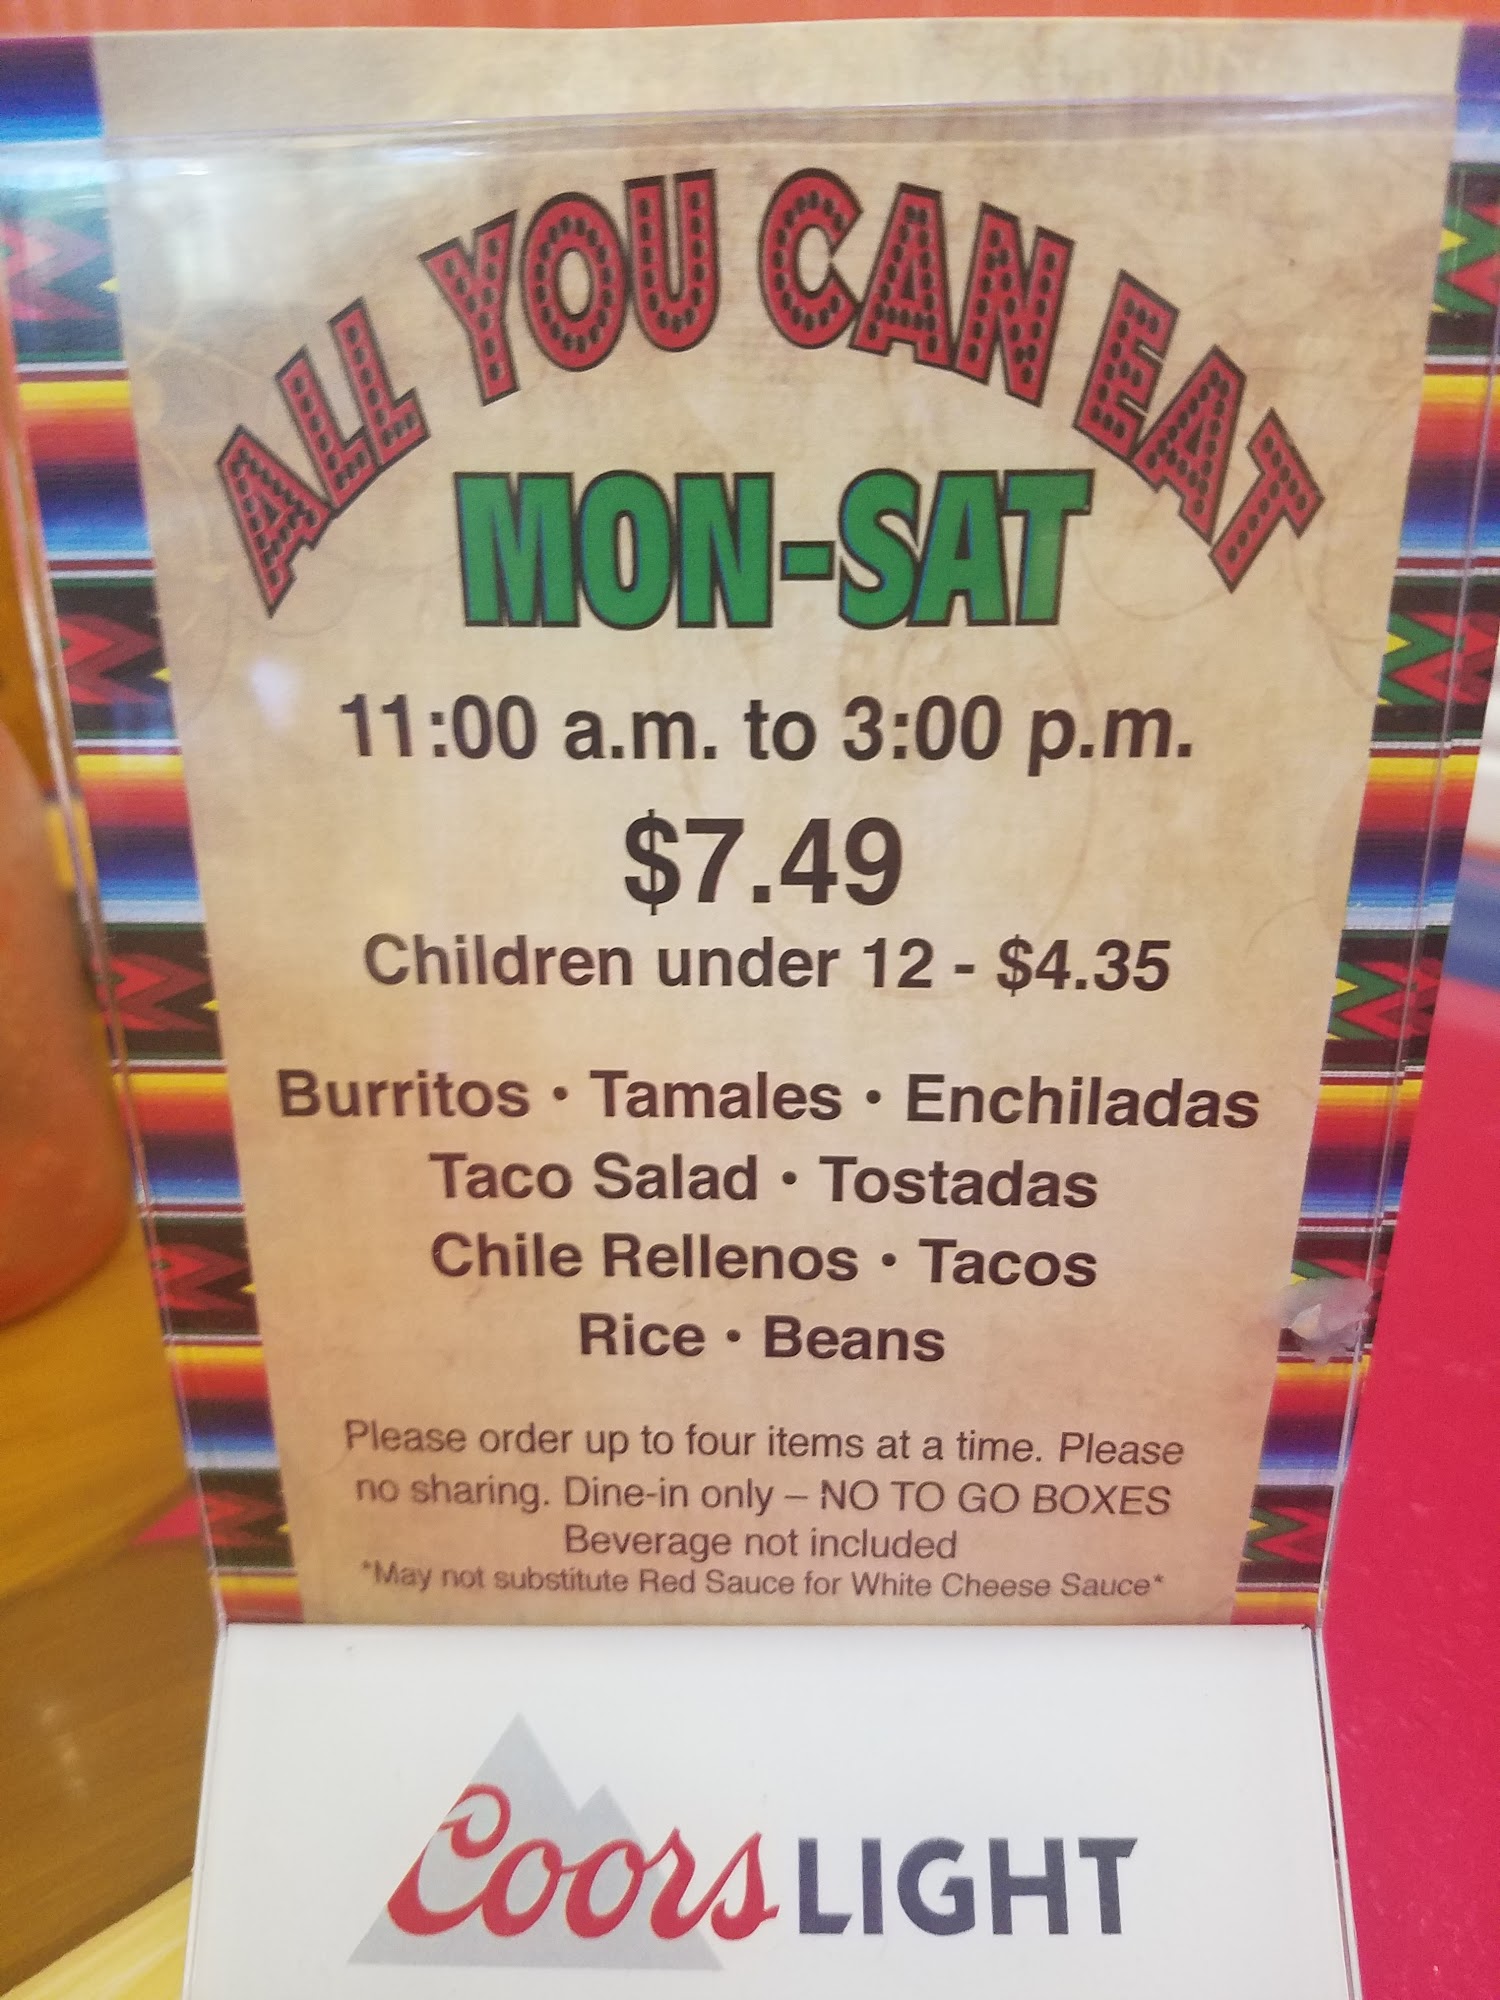 ALL YOU CAN EAT
MON-SAT
11:00 a.m. to 3:00 p.m.
$7.49
Children under 12 - $4.35
Burritos • Tamales • Enchiladas
Taco Salad • Tostadas
Chile Rellenos • Tacos
Rice • Beans
Please order up to four items at a time. Please
no sharing. Dine-in only – NO TO GO BOXES
Beverage not included
*May not substitute Red Sauce for White Cheese Sauce*
Coors LIGHT